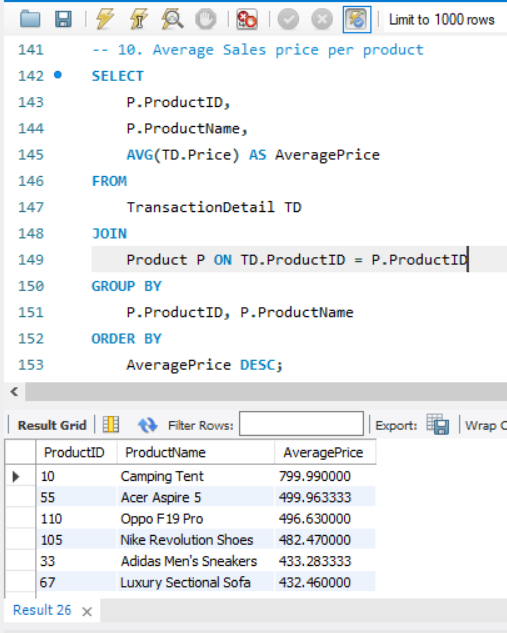 Limit to 1000 rows
141 -- 10. Average Sales price per product
142 SELECT
143 P.ProductID,
144 P.ProductName,
145 AVG(TD.Price) AS AveragePrice
146 FROM
147 TransactionDetail TD
148 JOIN
149 Product P ON TD.ProductID = P.ProductID
150 GROUP BY
151 P.ProductID, P.ProductName
152 ORDER BY
153 AveragePrice DESC;
Result Grid Filter Rows: Export: Wrap C
ProductID ProductName AveragePrice
10 Camping Tent 799.990000
55 Acer Aspire 5 499.963333
110 Oppo F19 Pro 496.630000
105 Nike Revolution Shoes 482.470000
33 Adidas Men's Sneakers 433.283333
67 Luxury Sectional Sofa 432.460000
Result 26